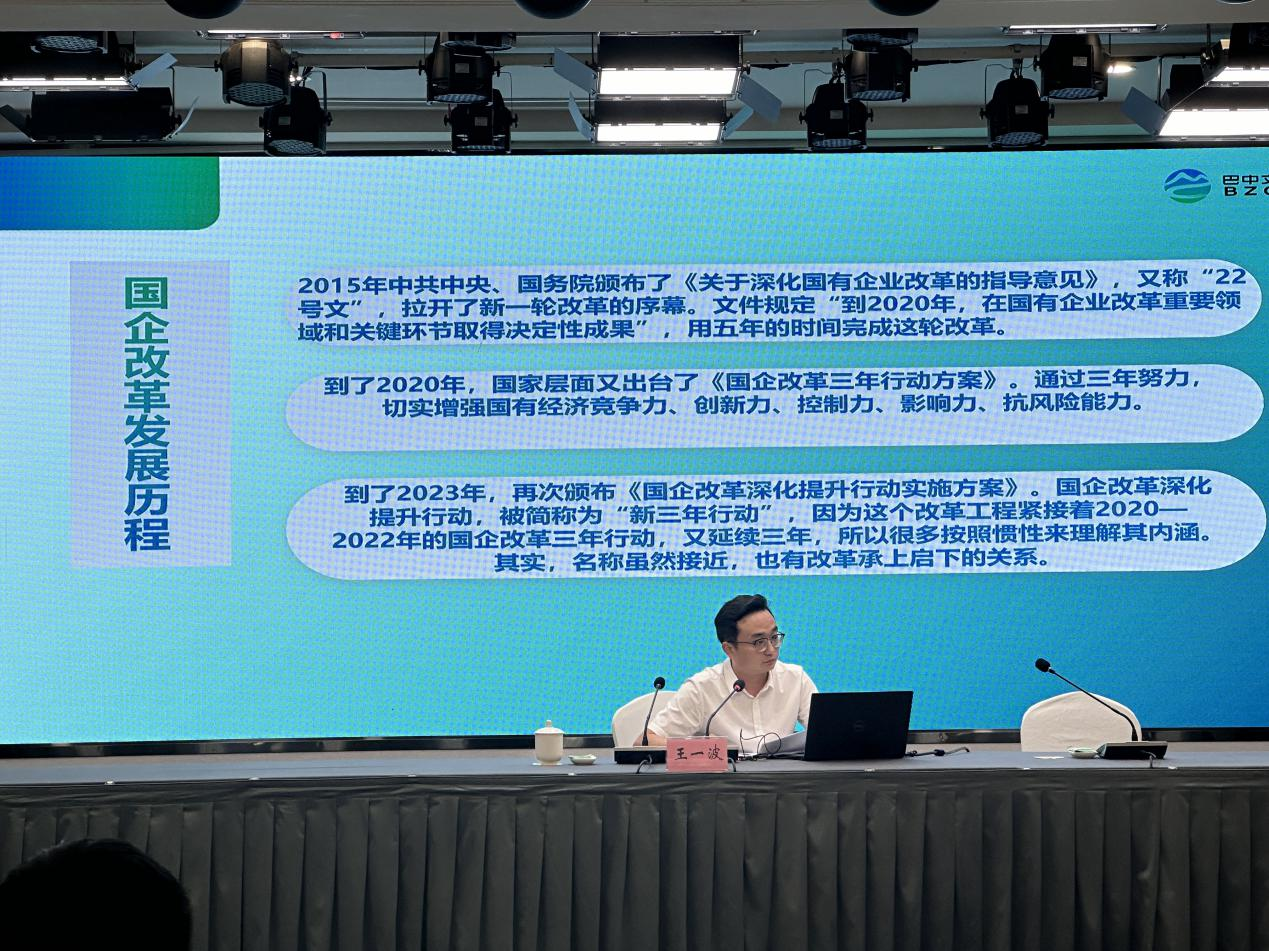 巴中
BZ
国企改革发展历程
2015年中共中央、国务院颁布了《关于深化国有企业改革的指导意见》，又称“22
号文”，拉开了新一轮改革的序幕。文件规定“到2020年，在国有企业改革重要领
域和关键环节取得决定性成果”，用五年的时间完成这轮改革。
到了2020年，国家层面又出台了《国企改革三年行动方案》。通过三年努力，
切实增强国有经济竞争力、创新力、控制力、影响力、抗风险能力。
到了2023年，再次颁布《国企改革深化提升行动实施方案》。国企改革深化
提升行动，被简称为“新三年行动”，因为这个改革工程紧接着2020—
2022年的国企改革三年行动，又延续三年，所以很多按照惯性来理解其内涵。
其实，名称虽然接近，也有改革承上启下的关系。
王一波